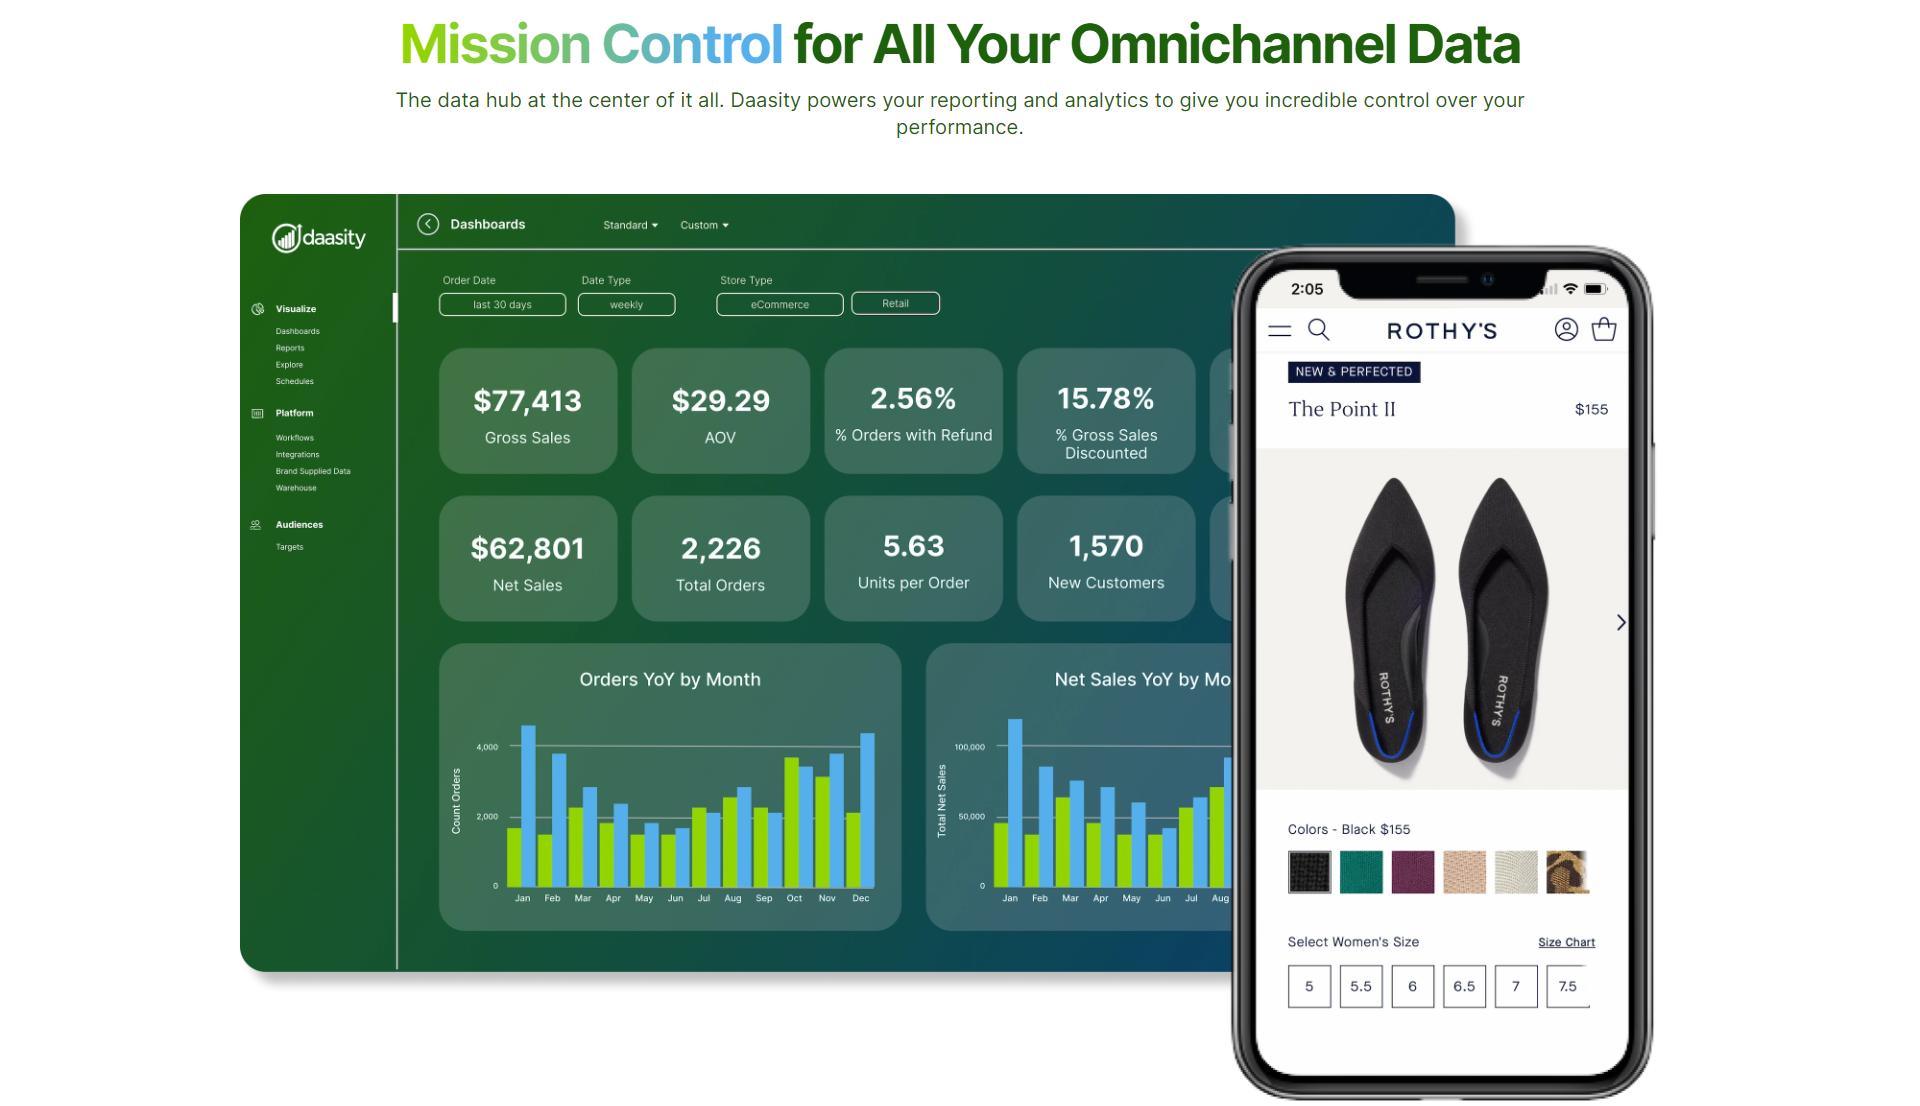 Mission Control for All Your Omnichannel Data
The data hub at the center of it all. Daasity powers your reporting and analytics to give you incredible control over your
performance.
daasity
Visualize
Dashboards
Reports
Explore
Schedules
Platform
Workflows
Integrations
Brand Supplied Data
Warehouse
Audiences
Targets
Dashboards Standard Custom
Order Date Date Type Store Type
last 30 days weekly eCommerce Retail
$77,413 $29.29 2.56% 15.78%
Gross Sales AOV % Orders with Refund % Gross Sales
Discounted
$62,801 2,226 5.63 1,570
Net Sales Total Orders Units per Order New Customers
Orders YoY by Month
4,000
2,000
0
Count Orders
Jan Feb Mar Apr May Jun Jul Aug Sep Oct Nov Dec
Net Sales YoY by Mo
100,000
50,000
0
Total Net Sales
Jan Feb Mar Apr May Jun Jul Aug
2:05
ROTHY'S
NEW & PERFECTED
The Point II $155
ROTHY'S ROTHY'S
Colors - Black $155
Select Women's Size Size Chart
5 5.5 6 6.5 7 7.5